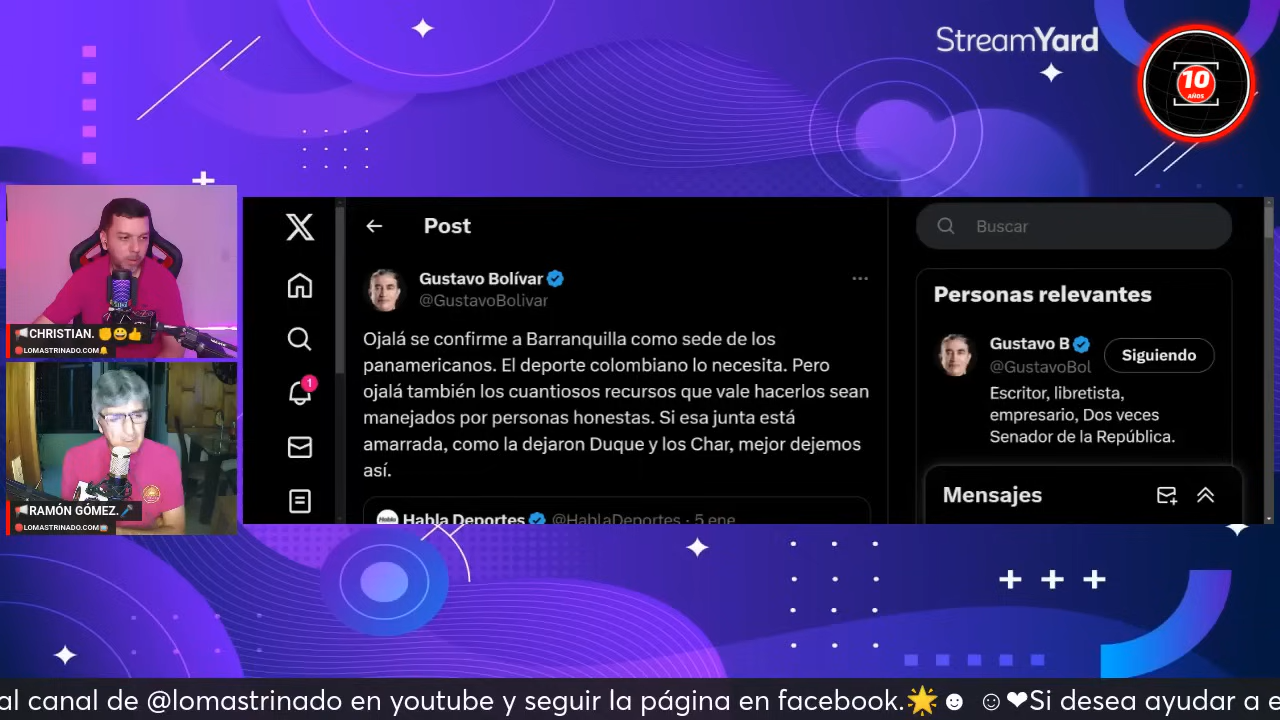 StreamYard
10
AÑOS
CHRISTIAN. ✊😀👍
LOMASTRINADO.COM🔔
RAMÓN GÓMEZ.🎤
LOMASTRINADO.COM
Post
Gustavo Bolívar
@GustavoBolivar
Ojalá se confirme a Barranquilla como sede de los
panamericanos. El deporte colombiano lo necesita. Pero
ojalá también los cuantiosos recursos que vale hacerlos sean
manejados por personas honestas. Si esa junta está
amarrada, como la dejaron Duque y los Char, mejor dejemos
así.
Habla Deportes @HablaDeportes · 5 ene.
1
Buscar
Personas relevantes
Gustavo B
@GustavoBol
Siguiendo
Escritor, libretista,
empresario, Dos veces
Senador de la República.
Mensajes
al canal de @lomastrinado en youtube y seguir la página en facebook.🌟☻ ☺❤Si desea ayudar a e